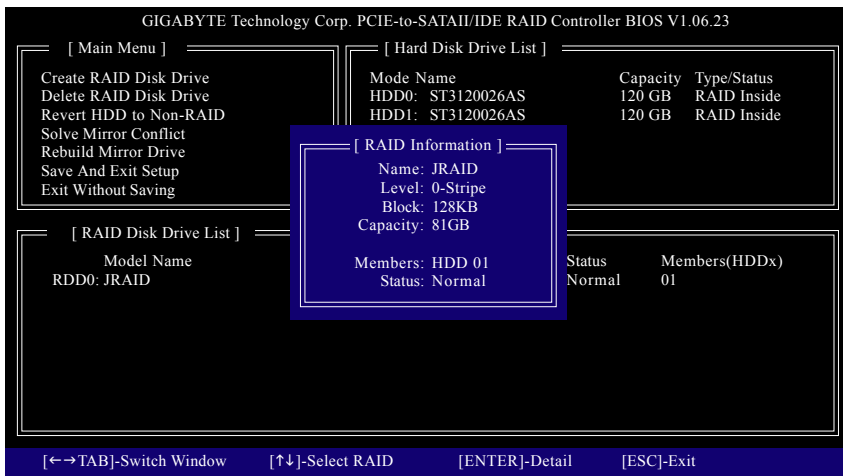 GIGABYTE Technology Corp. PCIE-to-SATAII/IDE RAID Controller BIOS V1.06.23
[ Main Menu ]
Create RAID Disk Drive
Delete RAID Disk Drive
Revert HDD to Non-RAID
Solve Mirror Conflict
Rebuild Mirror Drive
Save And Exit Setup
Exit Without Saving
[ Hard Disk Drive List ]
Mode Name Capacity Type/Status
HDD0: ST3120026AS 120 GB RAID Inside
HDD1: ST3120026AS 120 GB RAID Inside
[ RAID Information ]
Name: JRAID
Level: 0-Stripe
Block: 128KB
Capacity: 81GB
Members: HDD 01
Status: Normal
[ RAID Disk Drive List ]
Model Name Status Members(HDDx)
RDD0: JRAID Normal 01
[←→TAB]-Switch Window [↑↓]-Select RAID [ENTER]-Detail [ESC]-Exit